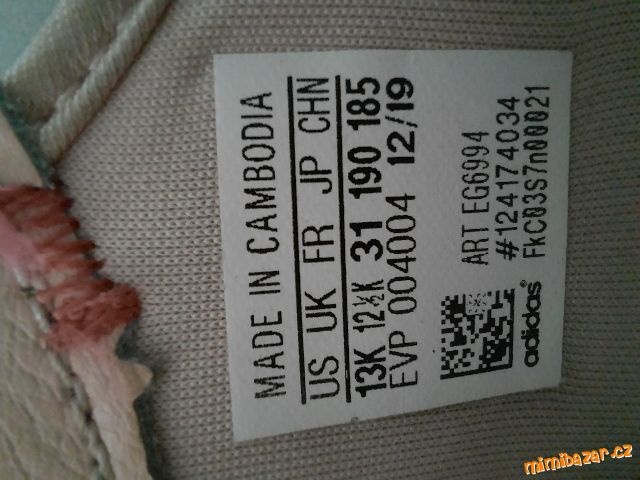 MADE IN CAMBODIA
US UK FR JP CHN
13K 12½K 31 190 185
EVP 004004 12/19
ART EG6994
#124174034
FkC03S7n00021
adidas®
mimibazar.cz